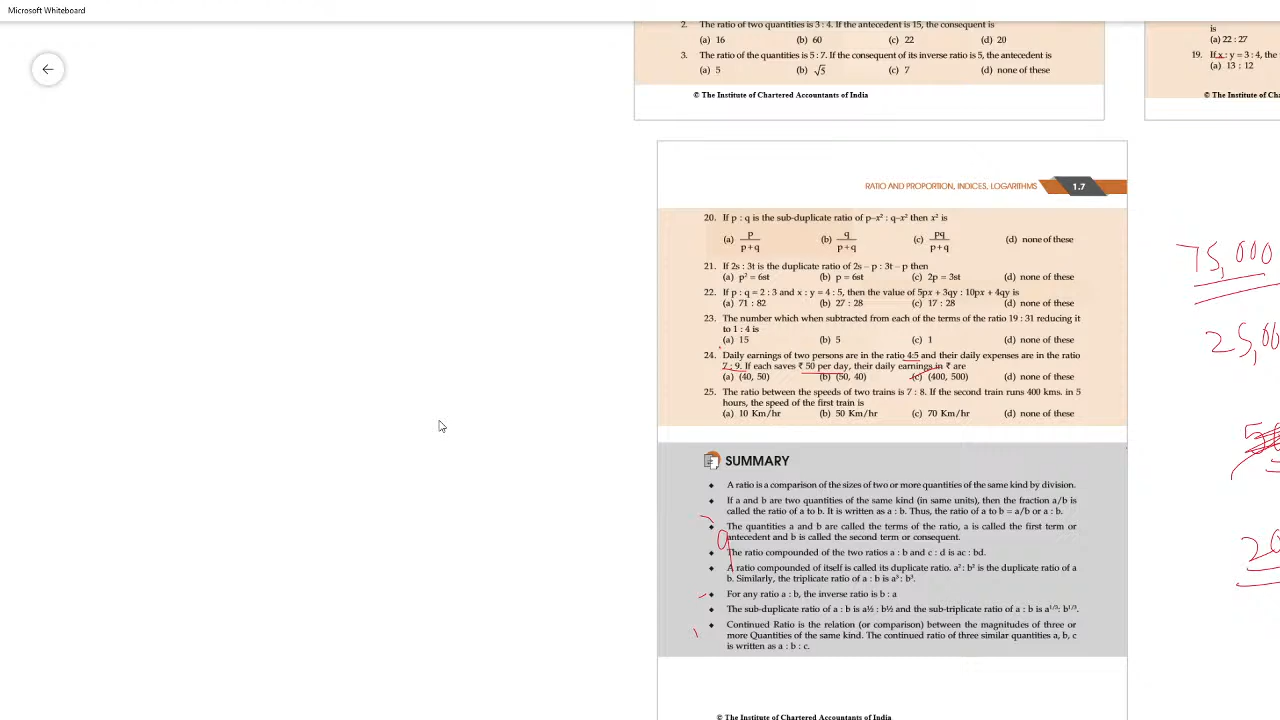 Microsoft Whiteboard
2. The ratio of two quantities is 3 : 4. If the antecedent is 15, the consequent is
(a) 16 (b) 60 (c) 22 (d) 20
3. The ratio of the quantities is 5 : 7. If the consequent of its inverse ratio is 5, the antecedent is
(a) 5 (b) √5 (c) 7 (d) none of these
© The Institute of Chartered Accountants of India
is
(a) 22 : 27
19. If x : y = 3 : 4, the
(a) 13 : 12
© The Institute of Cha
RATIO AND PROPORTION, INDICES, LOGARITHMS 1.7
20. If p : q is the sub-duplicate ratio of p–x² : q–x² then x² is
(a) p/p+q (b) q/p+q (c) pq/p+q (d) none of these
21. If 2s : 3t is the duplicate ratio of 2s – p : 3t – p then
(a) p² = 6st (b) p = 6st (c) 2p = 3st (d) none of these
22. If p : q = 2 : 3 and x : y = 4 : 5, then the value of 5px + 3qy : 10px + 4qy is
(a) 71 : 82 (b) 27 : 28 (c) 17 : 28 (d) none of these
23. The number which when subtracted from each of the terms of the ratio 19 : 31 reducing it
to 1 : 4 is
(a) 15 (b) 5 (c) 1 (d) none of these
24. Daily earnings of two persons are in the ratio 4:5 and their daily expenses are in the ratio
7 : 9. If each saves ₹ 50 per day, their daily earnings in ₹ are
(a) (40, 50) (b) (50, 40) (c) (400, 500) (d) none of these
25. The ratio between the speeds of two trains is 7 : 8. If the second train runs 400 kms. in 5
hours, the speed of the first train is
(a) 10 Km/hr (b) 50 Km/hr (c) 70 Km/hr (d) none of these
SUMMARY
◆ A ratio is a comparison of the sizes of two or more quantities of the same kind by division.
◆ If a and b are two quantities of the same kind (in same units), then the fraction a/b is
called the ratio of a to b. It is written as a : b. Thus, the ratio of a to b = a/b or a : b.
◆ The quantities a and b are called the terms of the ratio, a is called the first term or
antecedent and b is called the second term or consequent.
◆ The ratio compounded of the two ratios a : b and c : d is ac : bd.
◆ A ratio compounded of itself is called its duplicate ratio. a² : b² is the duplicate ratio of a
b. Similarly, the triplicate ratio of a : b is a³ : b³.
◆ For any ratio a : b, the inverse ratio is b : a
◆ The sub-duplicate ratio of a : b is a½ : b½ and the sub-triplicate ratio of a : b is a1/3: b1/3.
◆ Continued Ratio is the relation (or comparison) between the magnitudes of three or
more Quantities of the same kind. The continued ratio of three similar quantities a, b, c
is written as a : b : c.
© The Institute of Chartered Accountants of India
75,000
25,00
20